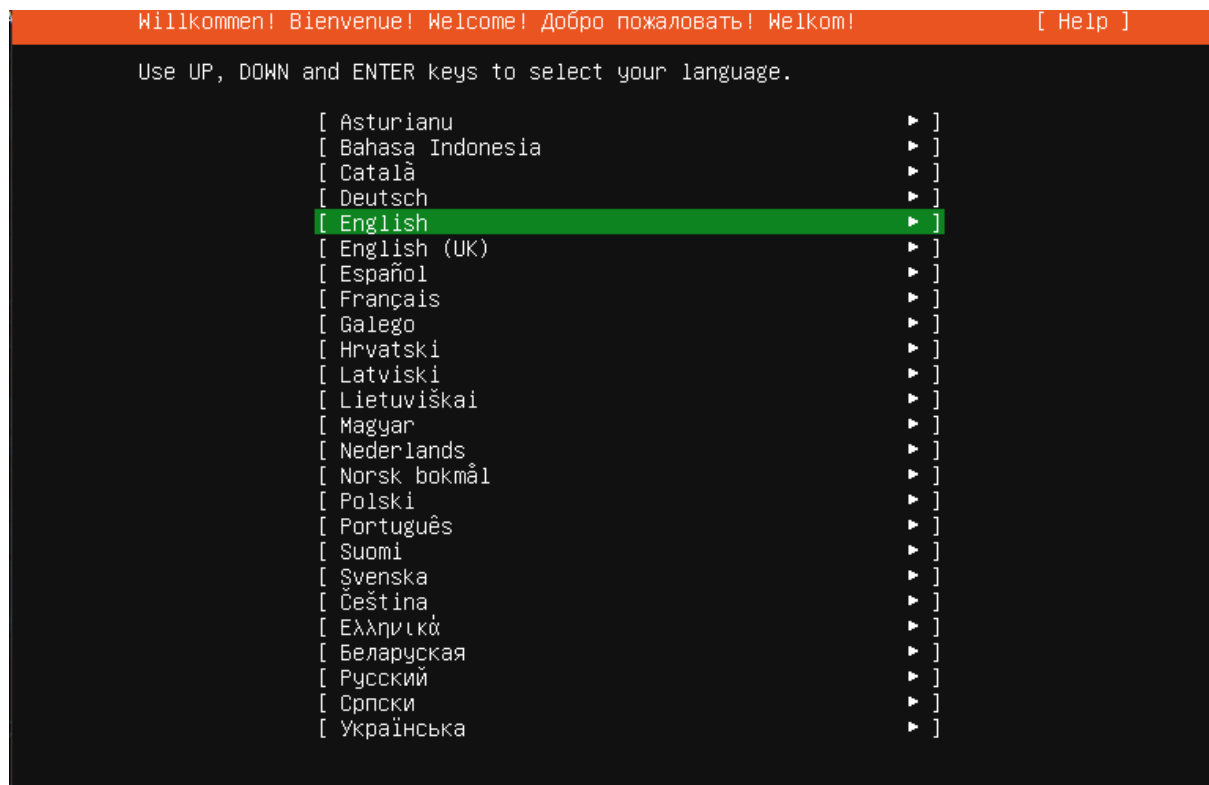 Willkommen! Bienvenue! Welcome! Добро пожаловать! Welkom! [ Help ]
Use UP, DOWN and ENTER keys to select your language.
[ Asturianu ▸ ]
[ Bahasa Indonesia ▸ ]
[ Català ▸ ]
[ Deutsch ▸ ]
[ English ▸ ]
[ English (UK) ▸ ]
[ Español ▸ ]
[ Français ▸ ]
[ Galego ▸ ]
[ Hrvatski ▸ ]
[ Latviski ▸ ]
[ Lietuviškai ▸ ]
[ Magyar ▸ ]
[ Nederlands ▸ ]
[ Norsk bokmål ▸ ]
[ Polski ▸ ]
[ Português ▸ ]
[ Suomi ▸ ]
[ Svenska ▸ ]
[ Čeština ▸ ]
[ Ελληνικά ▸ ]
[ Беларуская ▸ ]
[ Русский ▸ ]
[ Српски ▸ ]
[ Українська ▸ ]